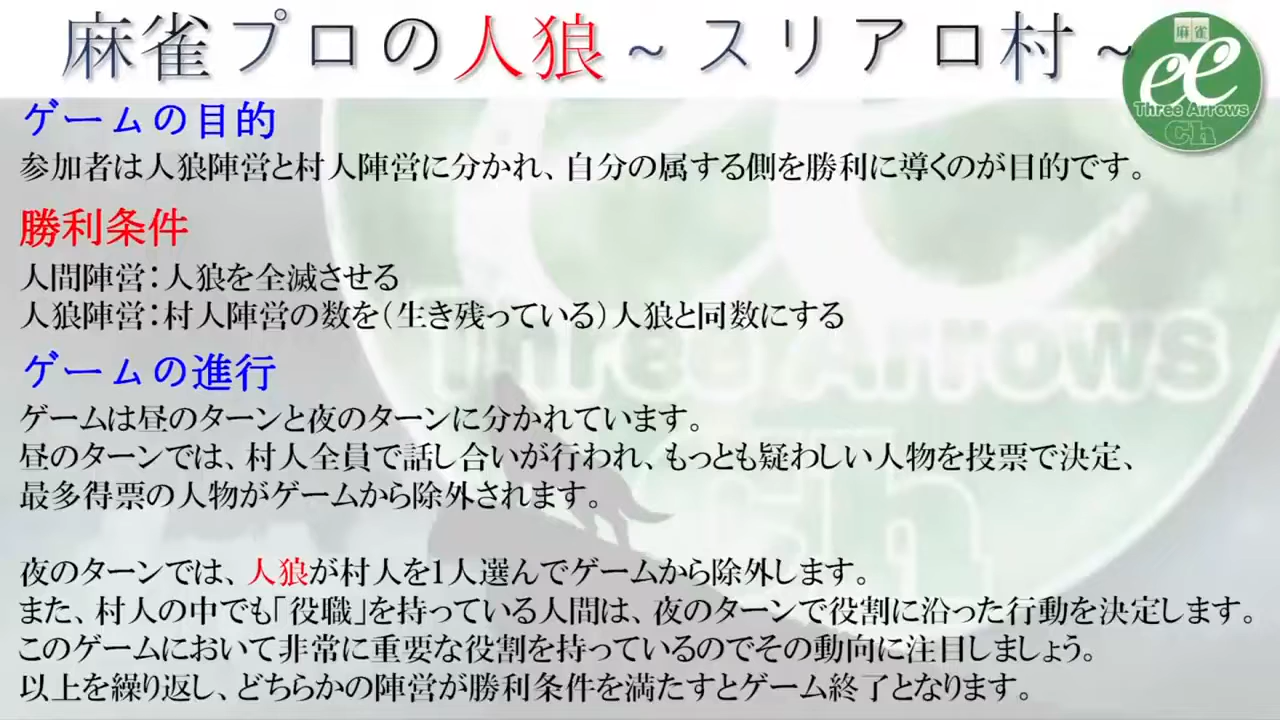 麻雀プロの人狼～スリアロ村～
麻雀
Three Arrows
Ch
ゲームの目的
参加者は人狼陣営と村人陣営に分かれ、自分の属する側を勝利に導くのが目的です。
勝利条件
人間陣営：人狼を全滅させる
人狼陣営：村人陣営の数を（生き残っている）人狼と同数にする
ゲームの進行
ゲームは昼のターンと夜のターンに分かれています。
昼のターンでは、村人全員で話し合いが行われ、もっとも疑わしい人物を投票で決定、
最多得票の人物がゲームから除外されます。
夜のターンでは、人狼が村人を1人選んでゲームから除外します。
また、村人の中でも「役職」を持っている人間は、夜のターンで役割に沿った行動を決定します。
このゲームにおいて非常に重要な役割を持っているのでその動向に注目しましょう。
以上を繰り返し、どちらかの陣営が勝利条件を満たすとゲーム終了となります。
Three Arrows
Ch